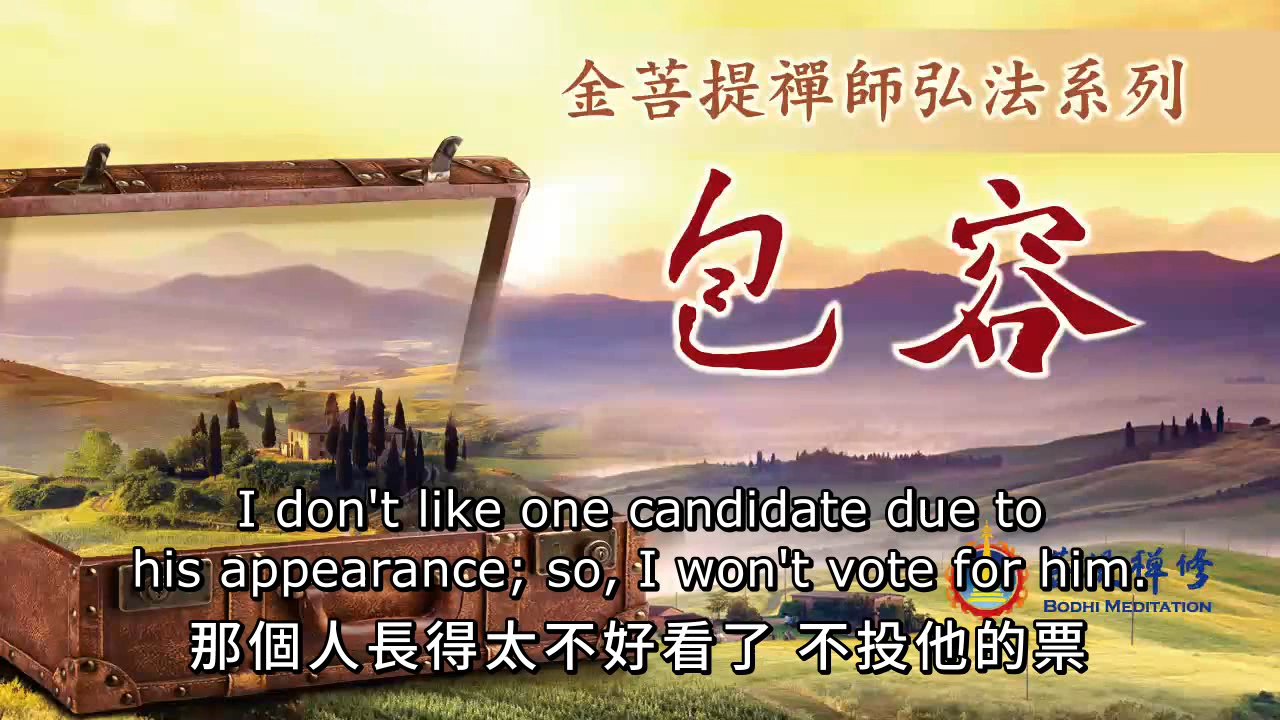 金菩提禪師弘法系列
包容
I don't like one candidate due to
his appearance; so, I won't vote for him.
禪修
BODHI MEDITATION
那個人長得太不好看了 不投他的票